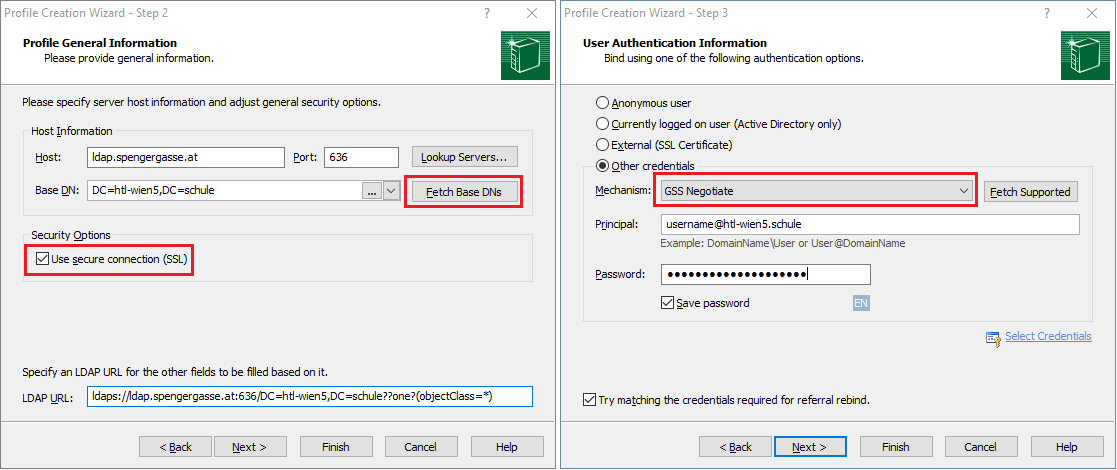 Profile Creation Wizard - Step 2
Profile General Information
Please provide general information.
Please specify server host information and adjust general security options.
Host Information
Host: ldap.spengergasse.at Port: 636 Lookup Servers...
Base DN: DC=htl-wien5,DC=schule ... Fetch Base DNs
Security Options
Use secure connection (SSL)
Specify an LDAP URL for the other fields to be filled based on it.
LDAP URL: ldaps://ldap.spengergasse.at:636/DC=htl-wien5,DC=schule??one?(objectClass=*)
< Back Next > Finish Cancel Help
Profile Creation Wizard - Step 3
User Authentication Information
Bind using one of the following authentication options.
Anonymous user
Currently logged on user (Active Directory only)
External (SSL Certificate)
Other credentials
Mechanism: GSS Negotiate Fetch Supported
Principal: username@htl-wien5.schule
Example: DomainName\User or User@DomainName
Password: ●●●●●●●●●●●●●●●●●●●●
Save password EN
Select Credentials
Try matching the credentials required for referral rebind.
< Back Next > Finish Cancel Help